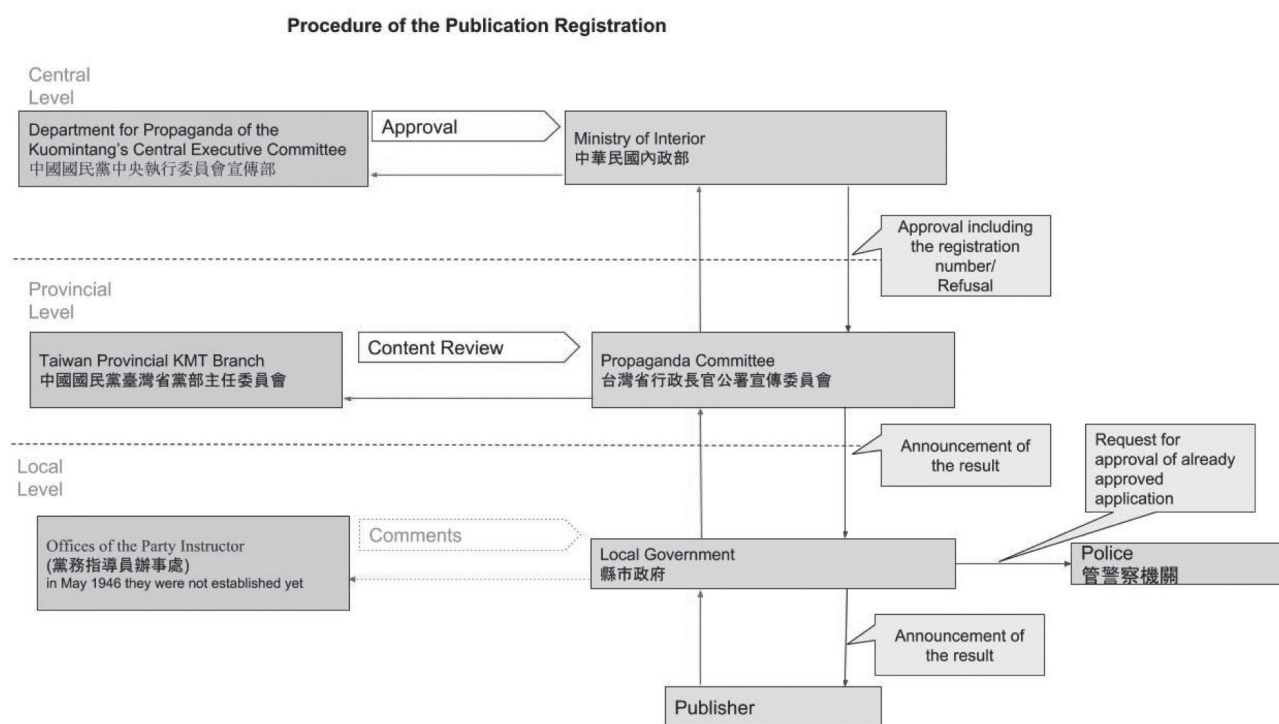 Procedure of the Publication Registration
Central
Level
Department for Propaganda of the
Kuomintang's Central Executive Committee
中國國民黨中央執行委員會宣傳部
Approval
Ministry of Interior
中華民國內政部
Approval including
the registration
number/
Refusal
Provincial
Level
Taiwan Provincial KMT Branch
中國國民黨臺灣省黨部主任委員會
Content Review
Propaganda Committee
台灣省行政長官公署宣傳委員會
Announcement of
the result
Request for
approval of already
approved
application
Local
Level
Offices of the Party Instructor
(黨務指導員辦事處)
in May 1946 they were not established yet
Comments
Local Government
縣市政府
Police
管警察機關
Announcement of
the result
Publisher